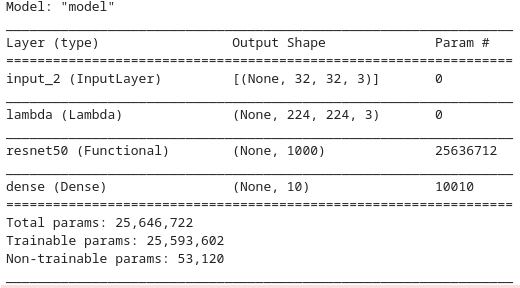 Model: "model"
Layer (type) Output Shape Param #
input_2 (InputLayer) [(None, 32, 32, 3)] 0
lambda (Lambda) (None, 224, 224, 3) 0
resnet50 (Functional) (None, 1000) 25636712
dense (Dense) (None, 10) 10010
Total params: 25,646,722
Trainable params: 25,593,602
Non-trainable params: 53,120